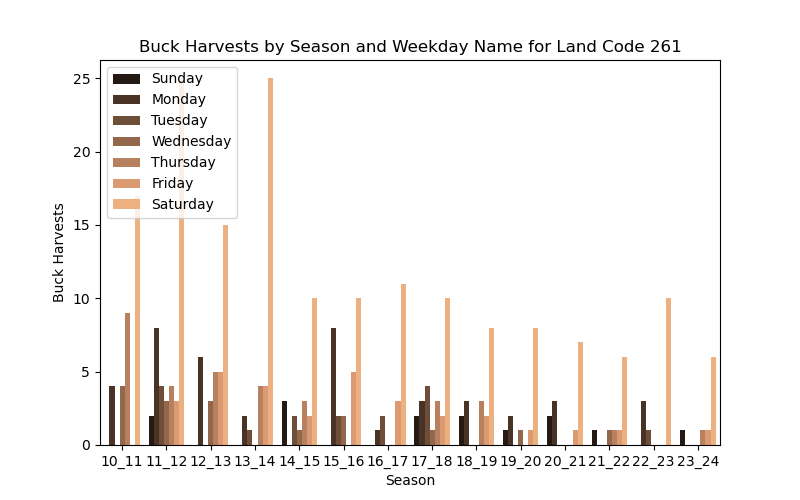 Buck Harvests by Season and Weekday Name for Land Code 261
Sunday
Monday
Tuesday
Wednesday
Thursday
Friday
Saturday
25
20
15
10
5
0
Buck Harvests
10_11 11_12 12_13 13_14 14_15 15_16 16_17 17_18 18_19 19_20 20_21 21_22 22_23 23_24
Season